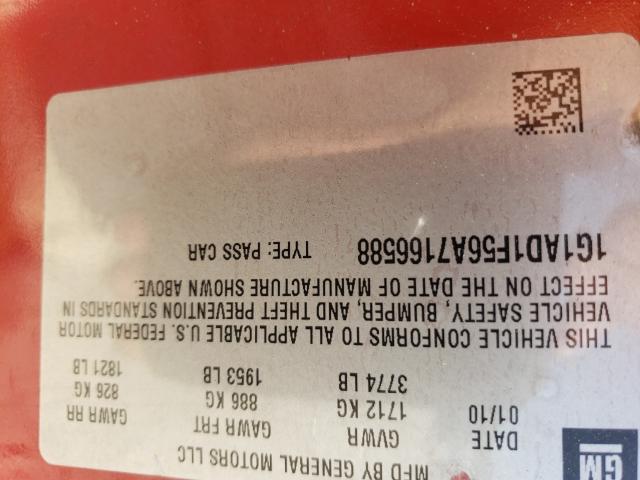 GM
MFD BY GENERAL MOTORS LLC
DATE GVWR GAWR FRT GAWR RR
01/10 1712 KG 886 KG 826 KG
3774 LB 1953 LB 1821 LB
THIS VEHICLE CONFORMS TO ALL APPLICABLE U.S. FEDERAL MOTOR
VEHICLE SAFETY, BUMPER, AND THEFT PREVENTION STANDARDS IN
EFFECT ON THE DATE OF MANUFACTURE SHOWN ABOVE.
1G1AD1F56A7166588 TYPE: PASS CAR